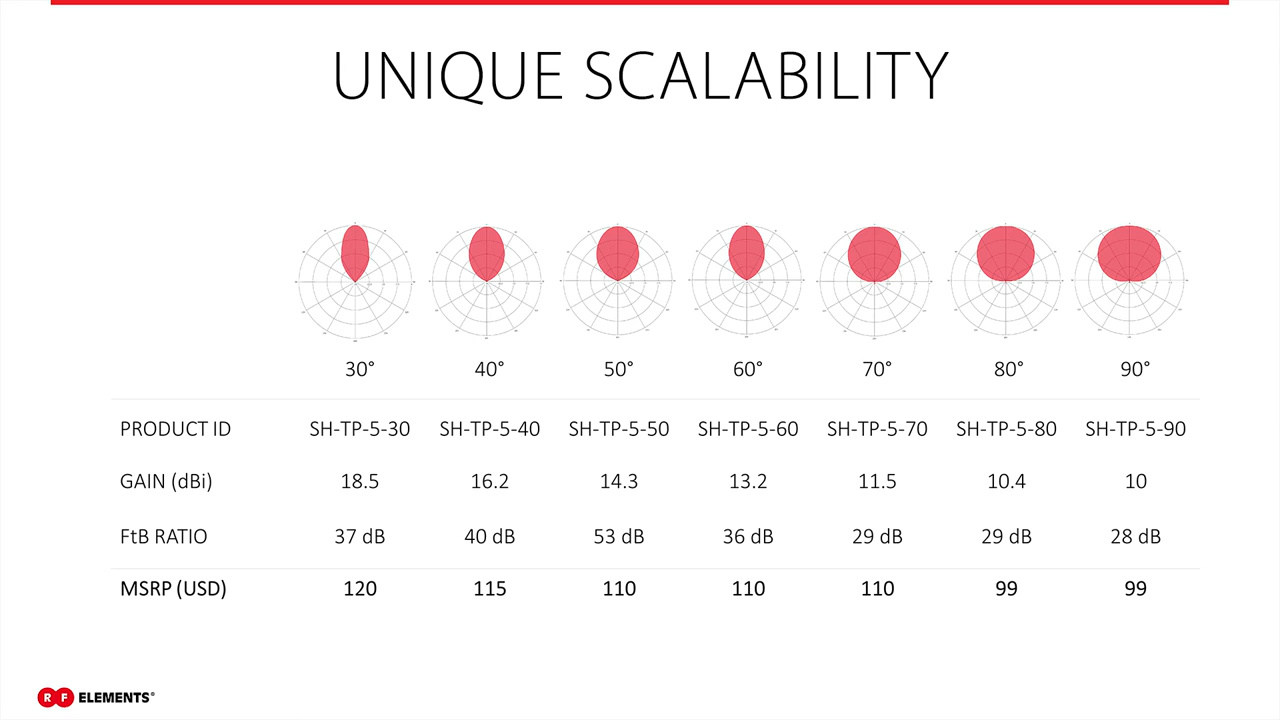 UNIQUE SCALABILITY
30° 40° 50° 60° 70° 80° 90°
PRODUCT ID SH-TP-5-30 SH-TP-5-40 SH-TP-5-50 SH-TP-5-60 SH-TP-5-70 SH-TP-5-80 SH-TP-5-90
GAIN (dBi) 18.5 16.2 14.3 13.2 11.5 10.4 10
FtB RATIO 37 dB 40 dB 53 dB 36 dB 29 dB 29 dB 28 dB
MSRP (USD) 120 115 110 110 110 99 99
RF ELEMENTS®